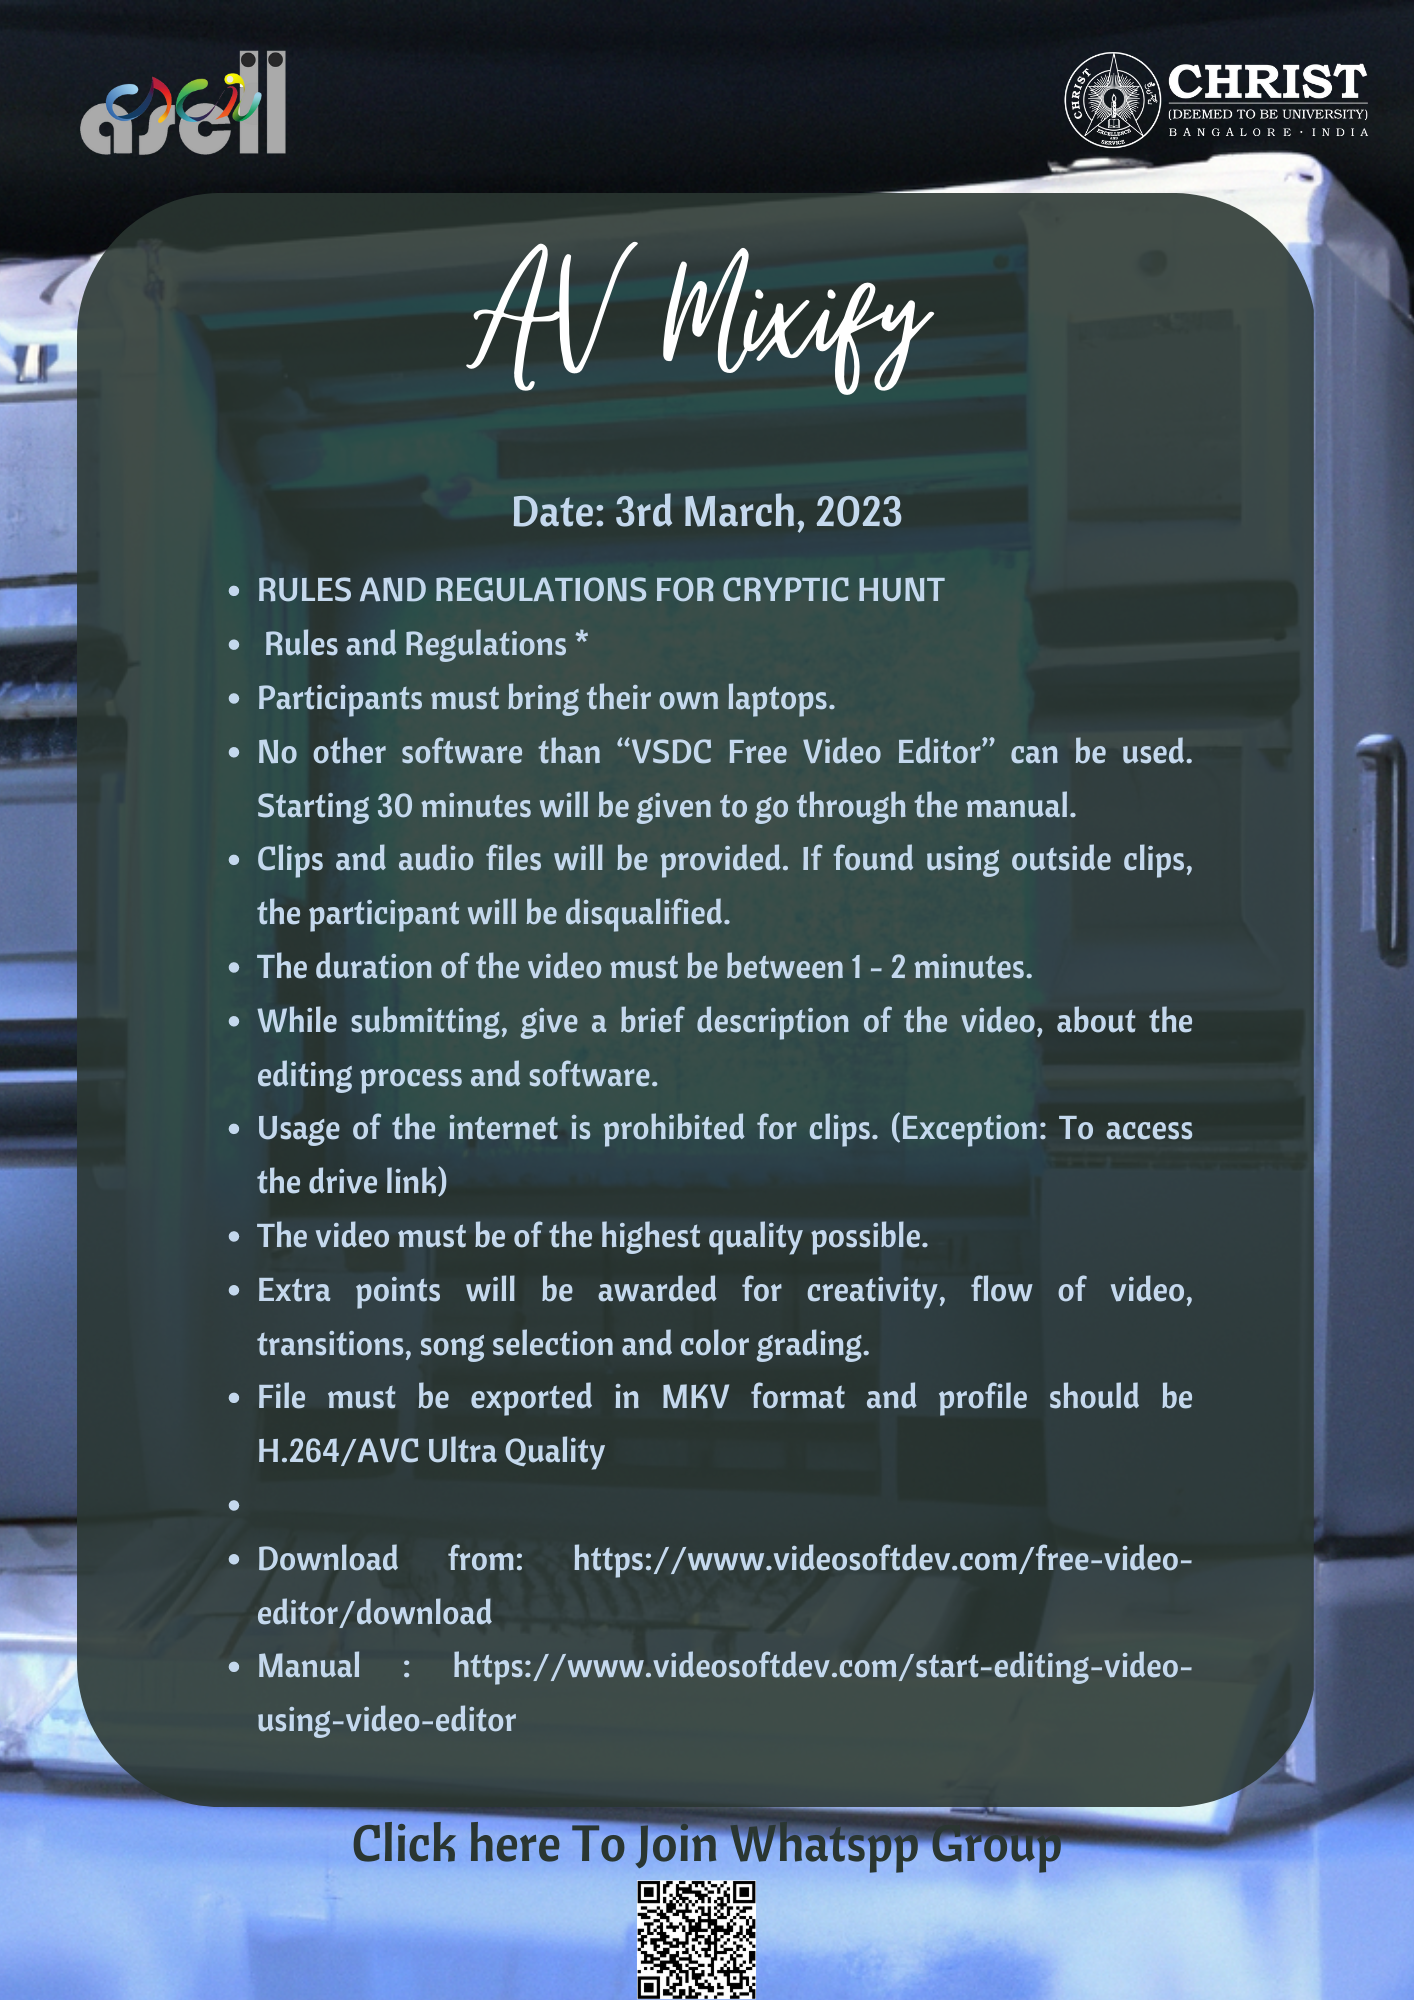 ascii
CHRIST
CHRIST
(DEEMED TO BE UNIVERSITY)
BANGALORE · INDIA
EXCELLENCE
AND
SERVICE
AV Mixify
Date: 3rd March, 2023
• RULES AND REGULATIONS FOR CRYPTIC HUNT
• Rules and Regulations *
• Participants must bring their own laptops.
• No other software than “VSDC Free Video Editor” can be used.
Starting 30 minutes will be given to go through the manual.
• Clips and audio files will be provided. If found using outside clips,
the participant will be disqualified.
• The duration of the video must be between 1 - 2 minutes.
• While submitting, give a brief description of the video, about the
editing process and software.
• Usage of the internet is prohibited for clips. (Exception: To access
the drive link)
• The video must be of the highest quality possible.
• Extra points will be awarded for creativity, flow of video,
transitions, song selection and color grading.
• File must be exported in MKV format and profile should be
H.264/AVC Ultra Quality
•
• Download from: https://www.videosoftdev.com/free-video-
editor/download
• Manual : https://www.videosoftdev.com/start-editing-video-
using-video-editor
Click here To Join Whatspp Group